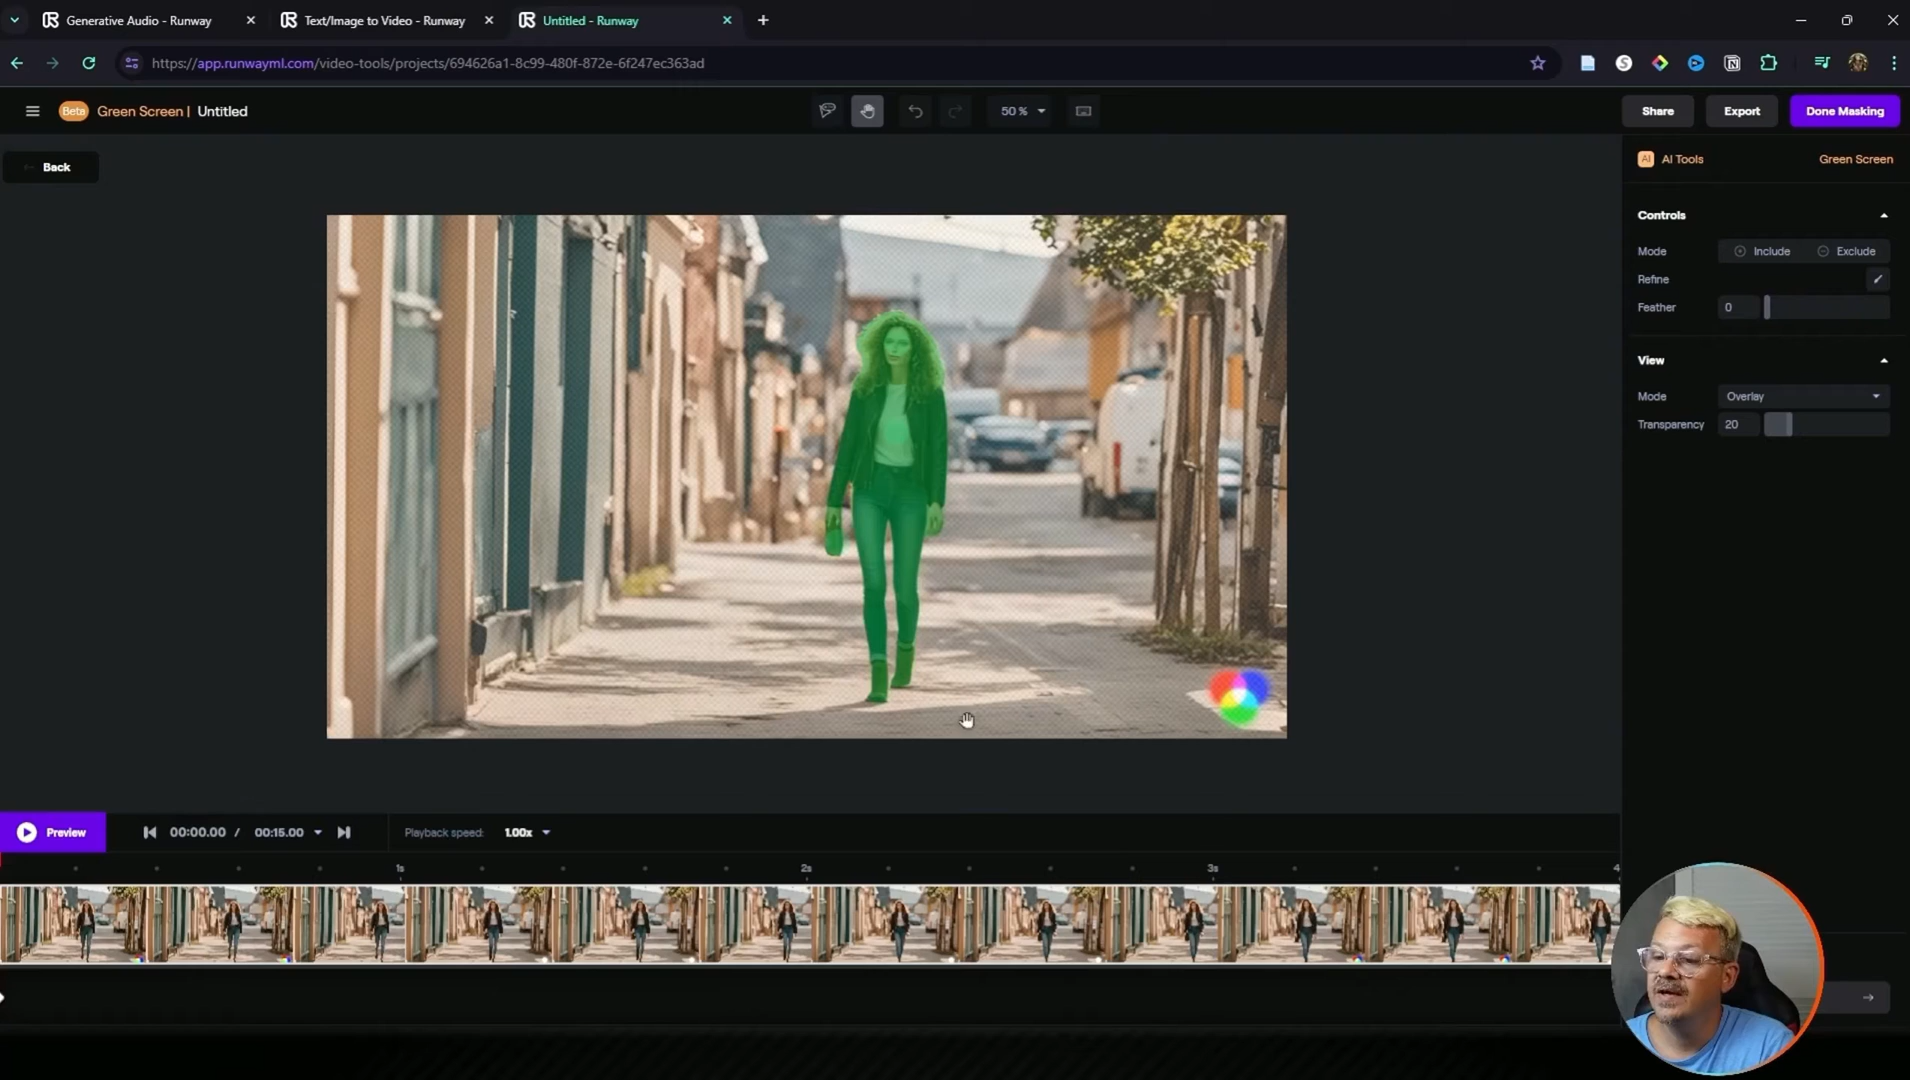 Generative Audio - Runway
Text/Image to Video - Runway
Untitled - Runway
https://app.runwayml.com/video-tools/projects/694626a1-8c99-480f-872e-6f247ec363ad
Beta Green Screen | Untitled
50 %
Share
Export
Done Masking
Back
AI AI Tools
Green Screen
Controls
Mode
Include
Exclude
Refine
Feather
0
View
Mode
Overlay
Transparency
20
Preview
00:00.00 / 00:15.00
Playback speed: 1.00x
1s
2s
3s
4